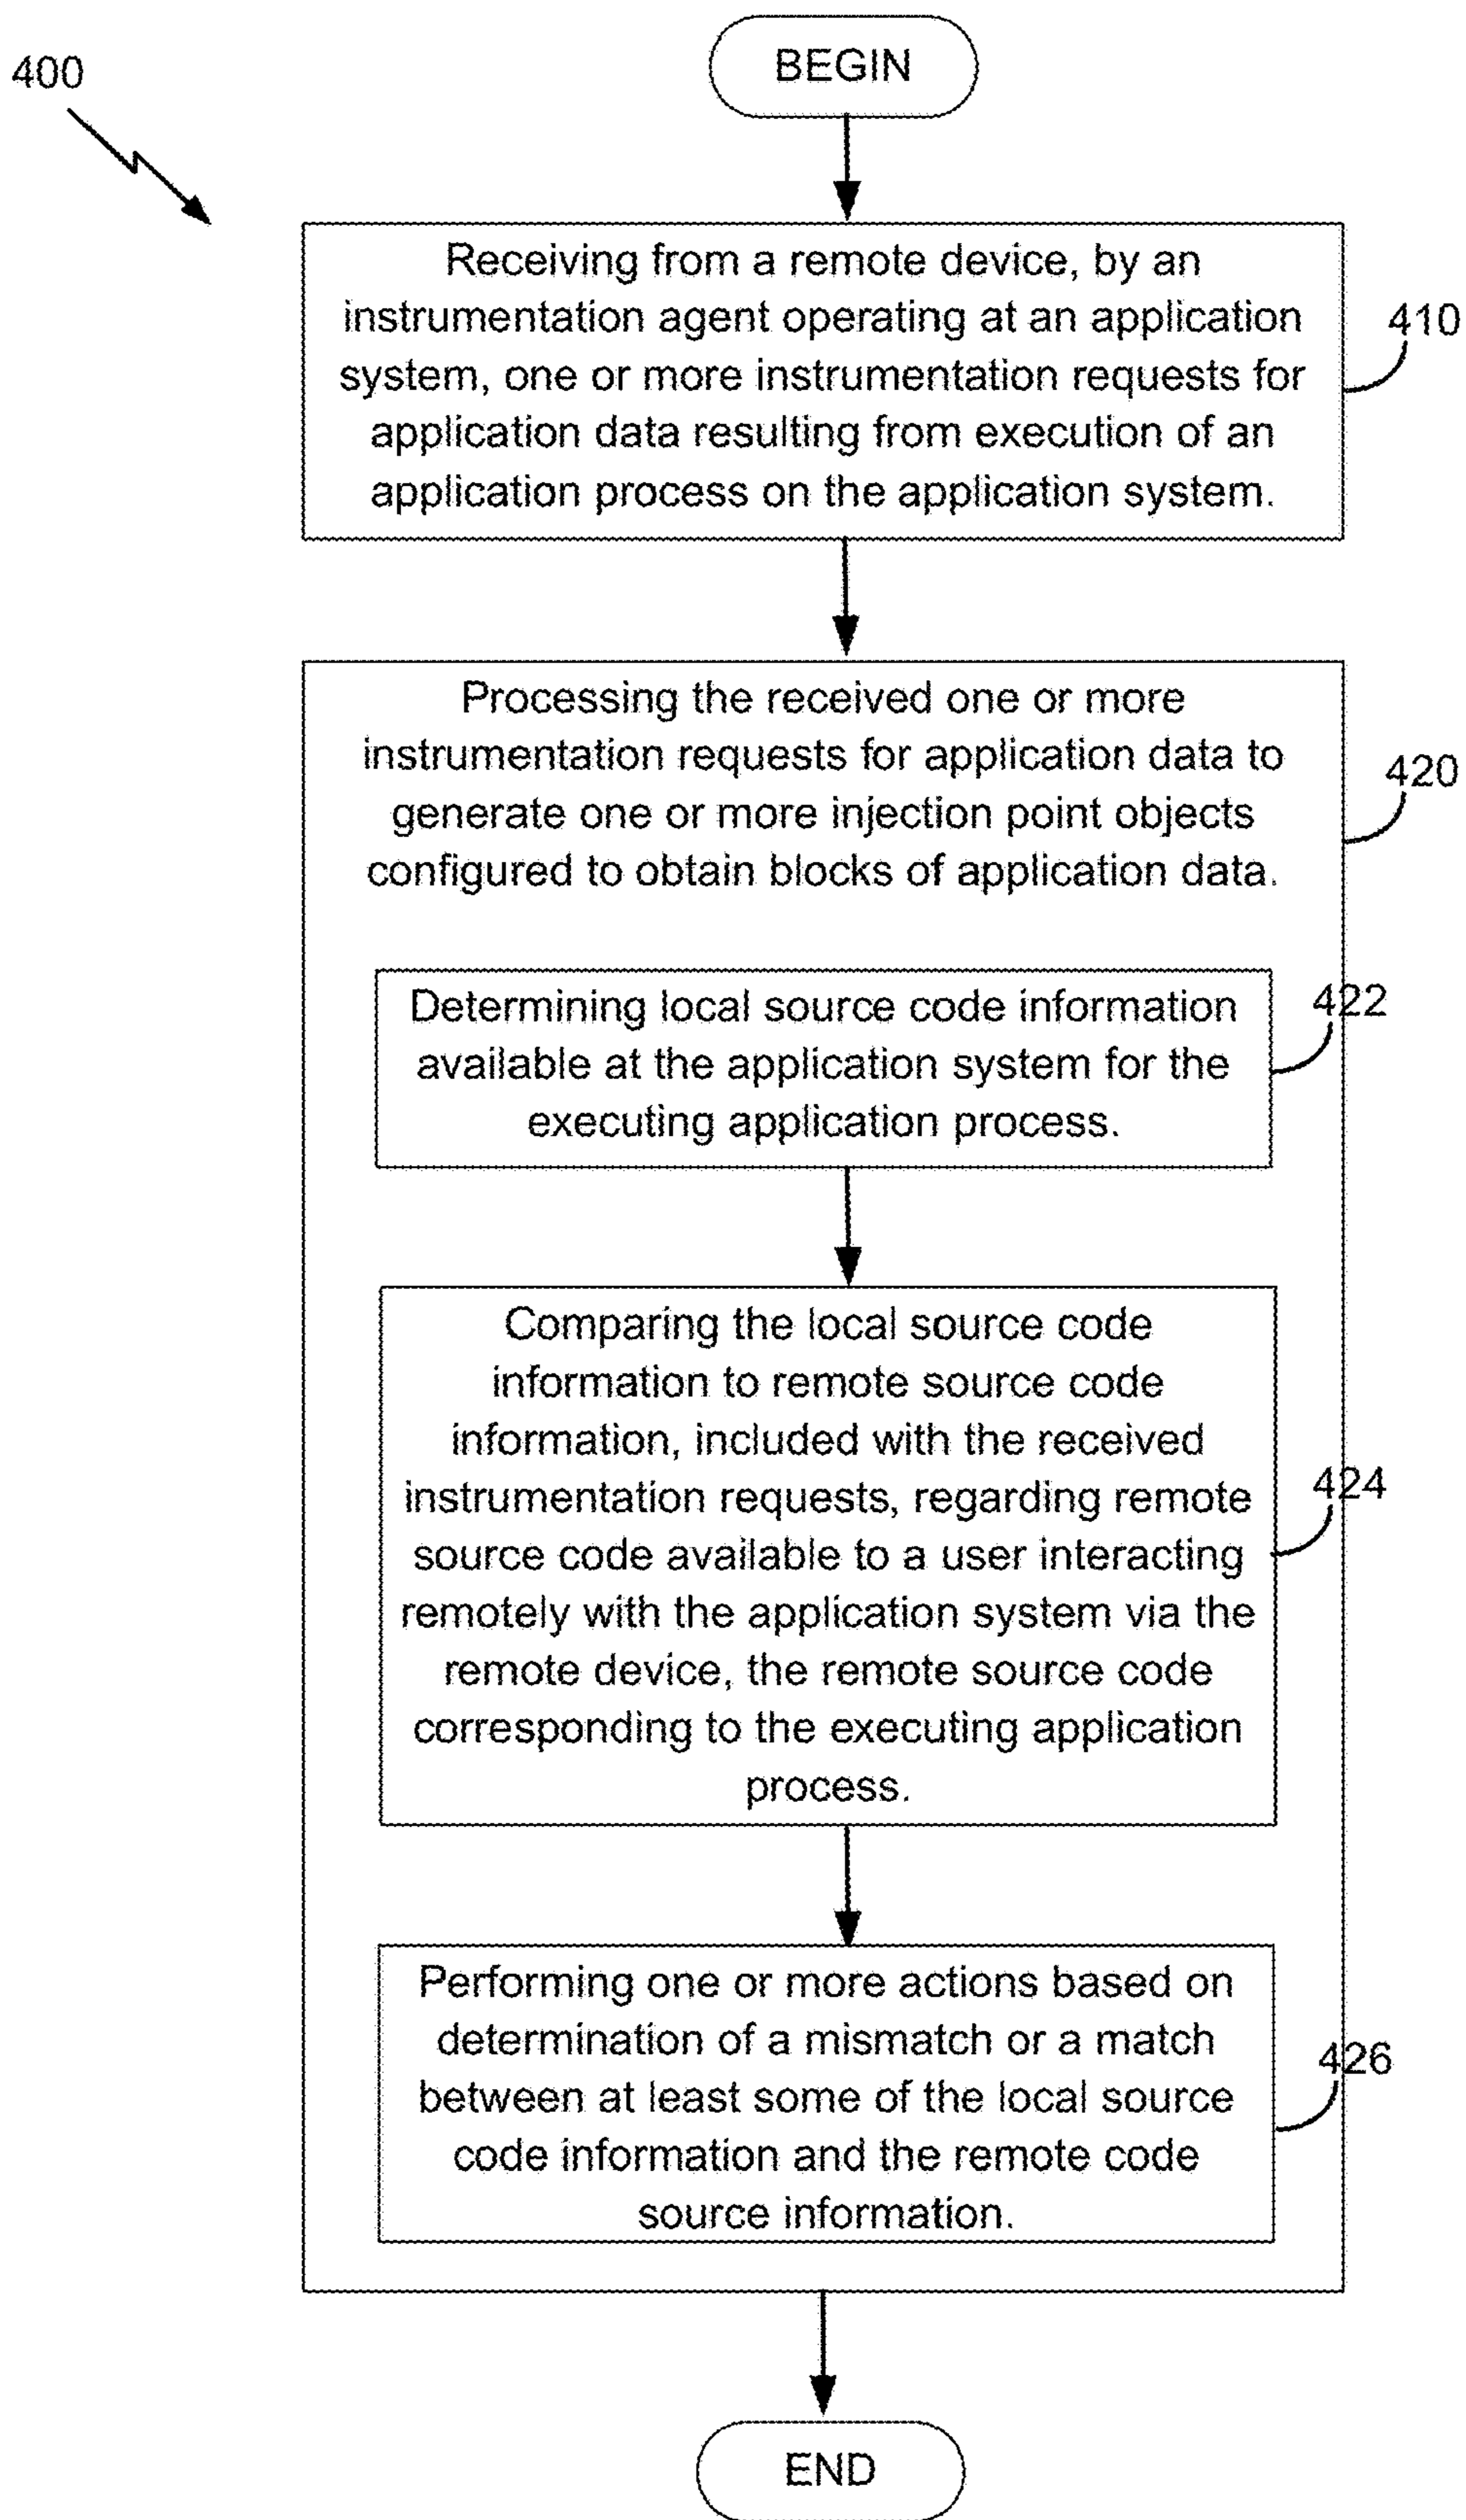 400
BEGIN
Receiving from a remote device, by an
instrumentation agent operating at an application
system, one or more instrumentation requests for
application data resulting from execution of an
application process on the application system.
410
Processing the received one or more
instrumentation requests for application data to
generate one or more injection point objects
configured to obtain blocks of application data.
420
Determining local source code information
available at the application system for the
executing application process.
422
Comparing the local source code
information to remote source code
information, included with the received
instrumentation requests, regarding remote
source code available to a user interacting
remotely with the application system via the
remote device, the remote source code
corresponding to the executing application
process.
424
Performing one or more actions based on
determination of a mismatch or a match
between at least some of the local source
code information and the remote code
source information.
426
END